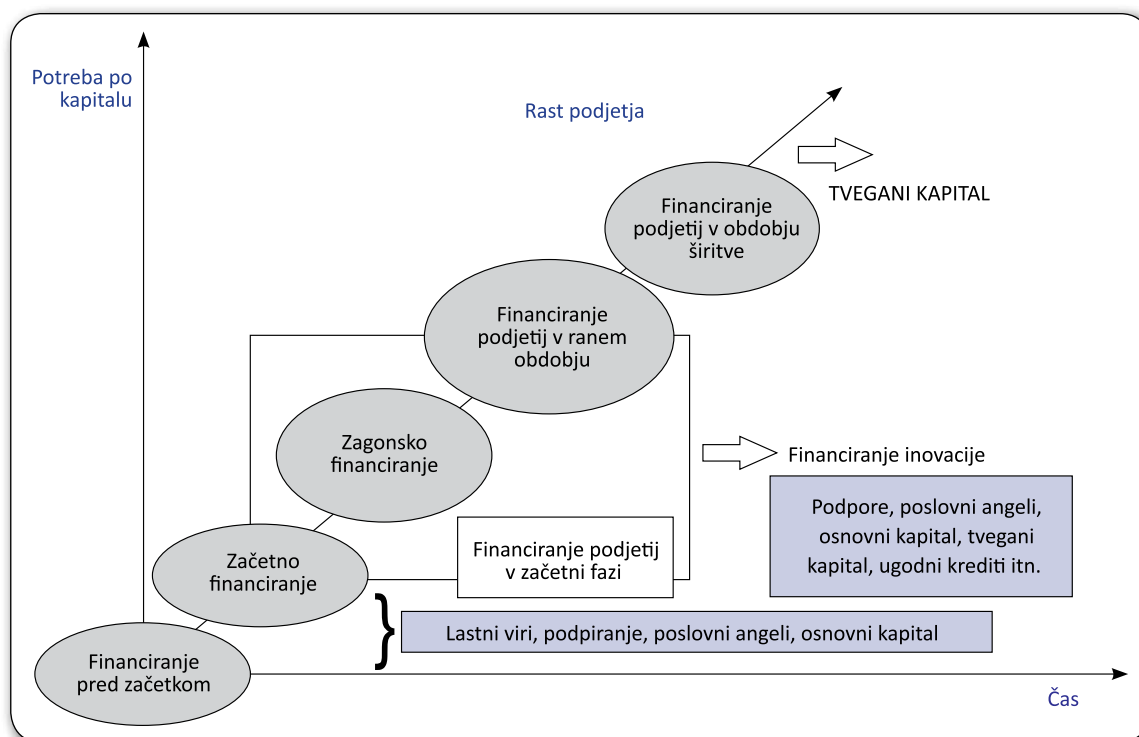 Potreba po
kapitalu
Rast podjetja
TVEGANI KAPITAL
Financiranje
podjetij v obdobju
širitve
Financiranje
podjetij v ranem
obdobju
Zagonsko
financiranje
Financiranje inovacije
Podpore, poslovni angeli,
osnovni kapital, tvegani
kapital, ugodni krediti itn.
Financiranje podjetij
v začetni fazi
Začetno
financiranje
Lastni viri, podpiranje, poslovni angeli, osnovni kapital
Financiranje
pred začetkom
Čas